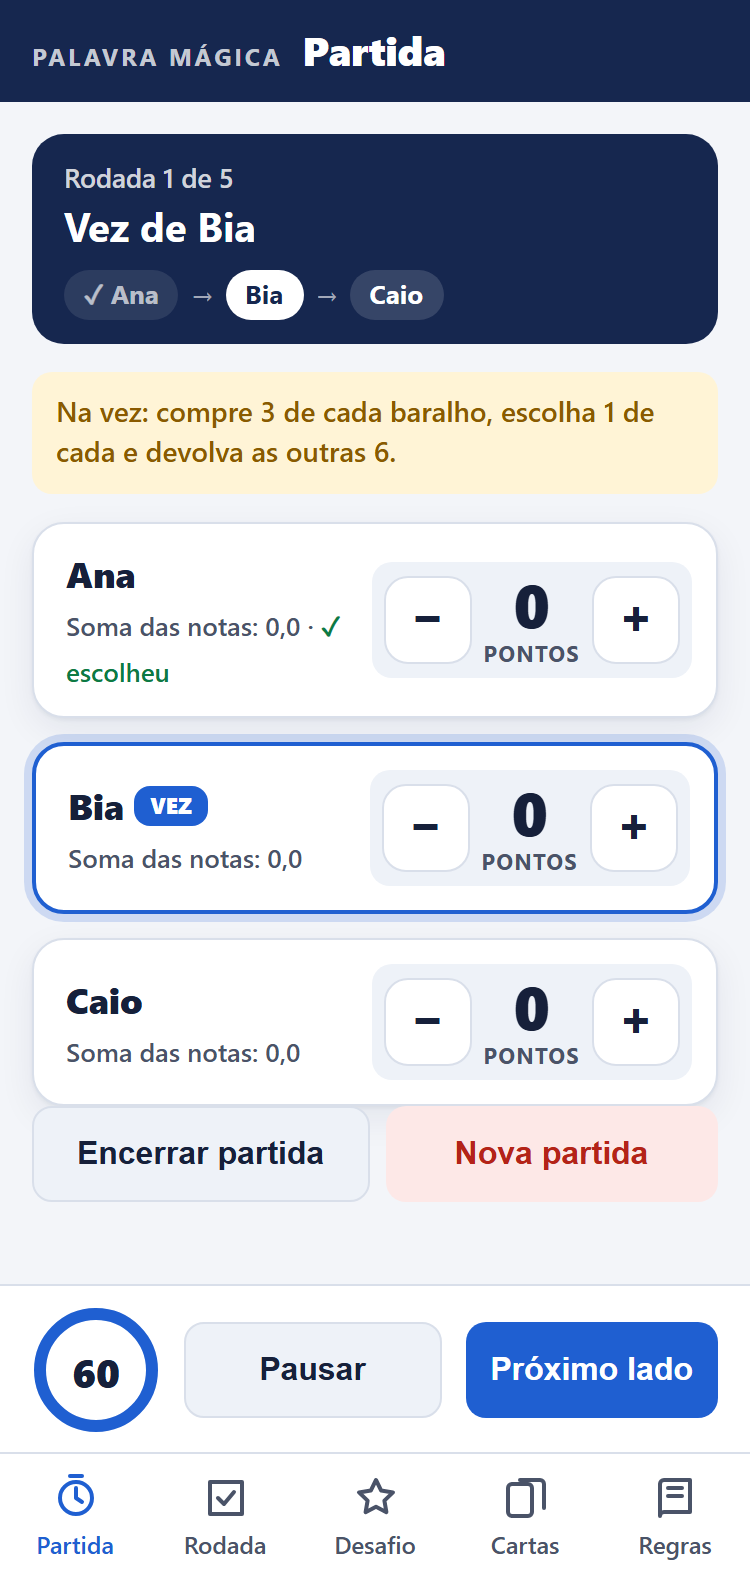 PALAVRA MÁGICA Partida
Rodada 1 de 5
Vez de Bia
✓ Ana → Bia → Caio
Na vez: compre 3 de cada baralho, escolha 1 de
cada e devolva as outras 6.
Ana
Soma das notas: 0,0 · ✓
escolheu
− 0 +
PONTOS
Bia VEZ
Soma das notas: 0,0
− 0 +
PONTOS
Caio
Soma das notas: 0,0
− 0 +
PONTOS
Encerrar partida Nova partida
60 Pausar Próximo lado
Partida Rodada Desafio Cartas Regras